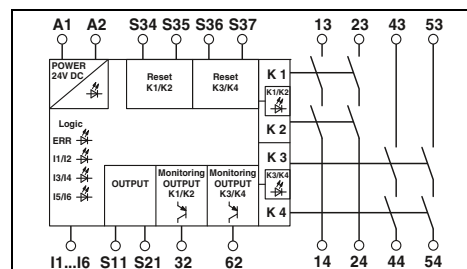 A1 A2 S34 S35 S36 S37 13 23 43 53
POWER
24V DC
Reset
K1/K2
Reset
K3/K4
K 1
K1/K2
K 2
Logic
ERR
I1/I2
I3/I4
I5/I6
K 3
K3/K4
K 4
OUTPUT
Monitoring
OUTPUT
K1/K2
Monitoring
OUTPUT
K3/K4
I1...I6 S11 S21 32 62 14 24 44 54